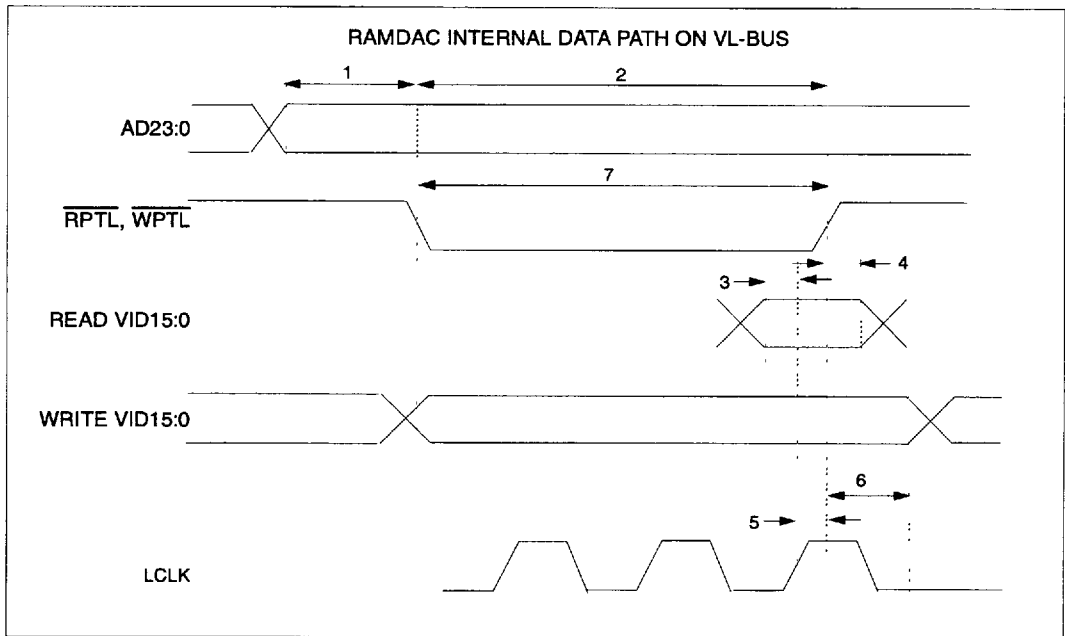 RAMDAC INTERNAL DATA PATH ON VL-BUS
1
2
AD23:0
7
RPTL, WPTL
4
3
READ VID15:0
WRITE VID15:0
6
5
LCLK